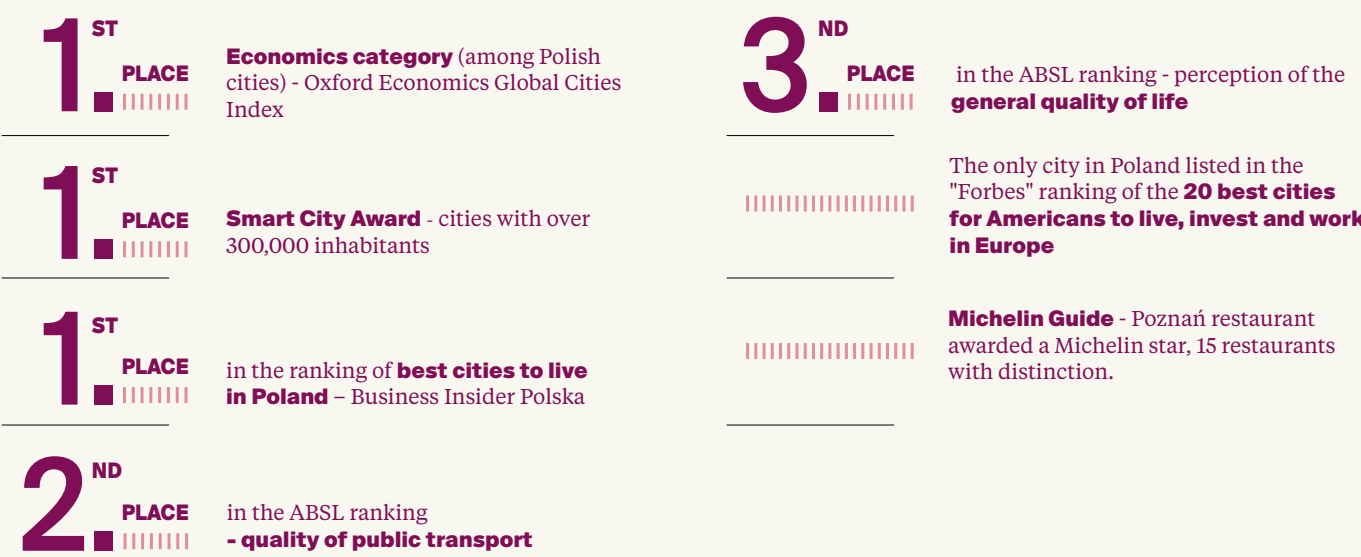 1. ST
PLACE
Economics category (among Polish
cities) - Oxford Economics Global Cities
Index
1. ST
PLACE
Smart City Award - cities with over
300,000 inhabitants
1. ST
PLACE
in the ranking of best cities to live
in Poland – Business Insider Polska
2. ND
PLACE
in the ABSL ranking
- quality of public transport
3. ND
PLACE
in the ABSL ranking - perception of the
general quality of life
The only city in Poland listed in the
"Forbes" ranking of the 20 best cities
for Americans to live, invest and work
in Europe
Michelin Guide - Poznań restaurant
awarded a Michelin star, 15 restaurants
with distinction.